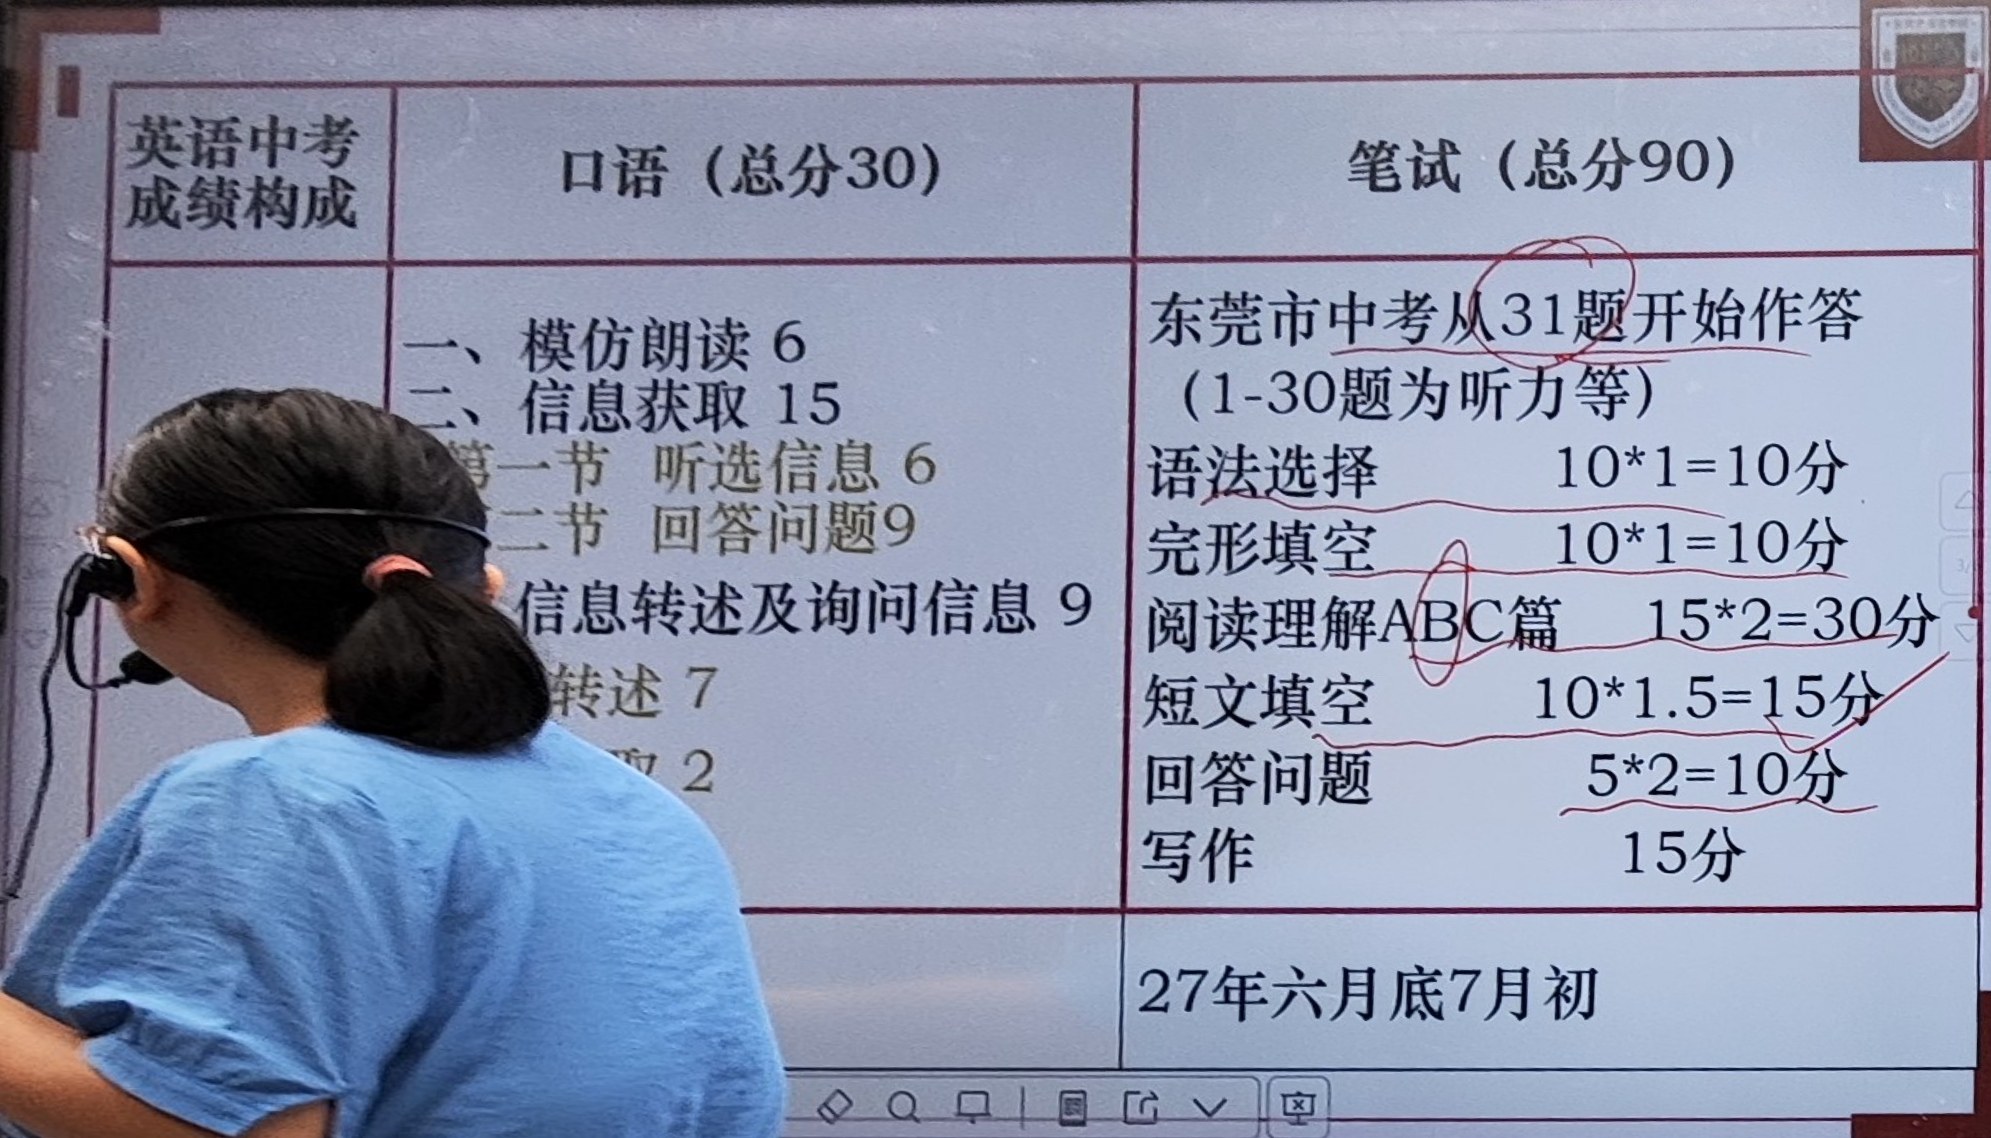 英语中考
成绩构成
口语（总分30）
笔试（总分90）
一、模仿朗读 6
二、信息获取 15
第一节 听选信息 6
二节 回答问题9
信息转述及询问信息 9
转述 7
取 2
东莞市中考从31题开始作答
（1-30题为听力等）
语法选择 10*1=10分
完形填空 10*1=10分
阅读理解ABC篇 15*2=30分
短文填空 10*1.5=15分
回答问题 5*2=10分
写作 15分
27年六月底7月初